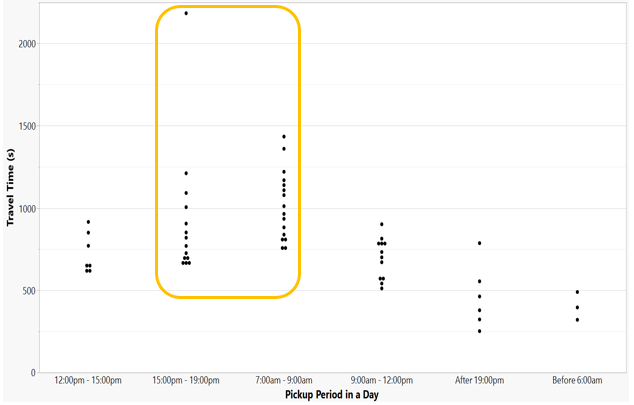 2000
1500
1000
500
0
Travel Time (s)
12:00pm - 15:00pm 15:00pm - 19:00pm 7:00am - 9:00am 9:00am - 12:00pm After 19:00pm Before 6:00am
Pickup Period in a Day